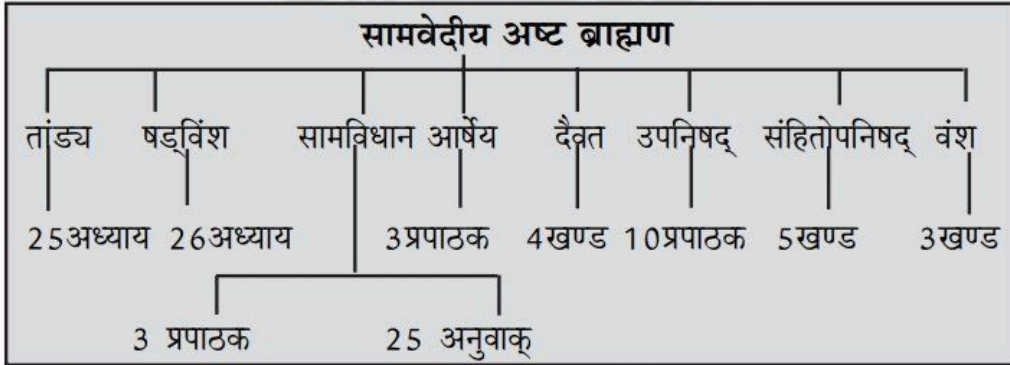 सामवेदीय अष्ट ब्राह्मण
तांड्य षड्विंश सामविधान आर्षेय दैवत उपनिषद् संहितोपनिषद् वंश
25अध्याय 26अध्याय 3प्रपाठक 4खण्ड 10प्रपाठक 5खण्ड 3खण्ड
3 प्रपाठक 25 अनुवाक्